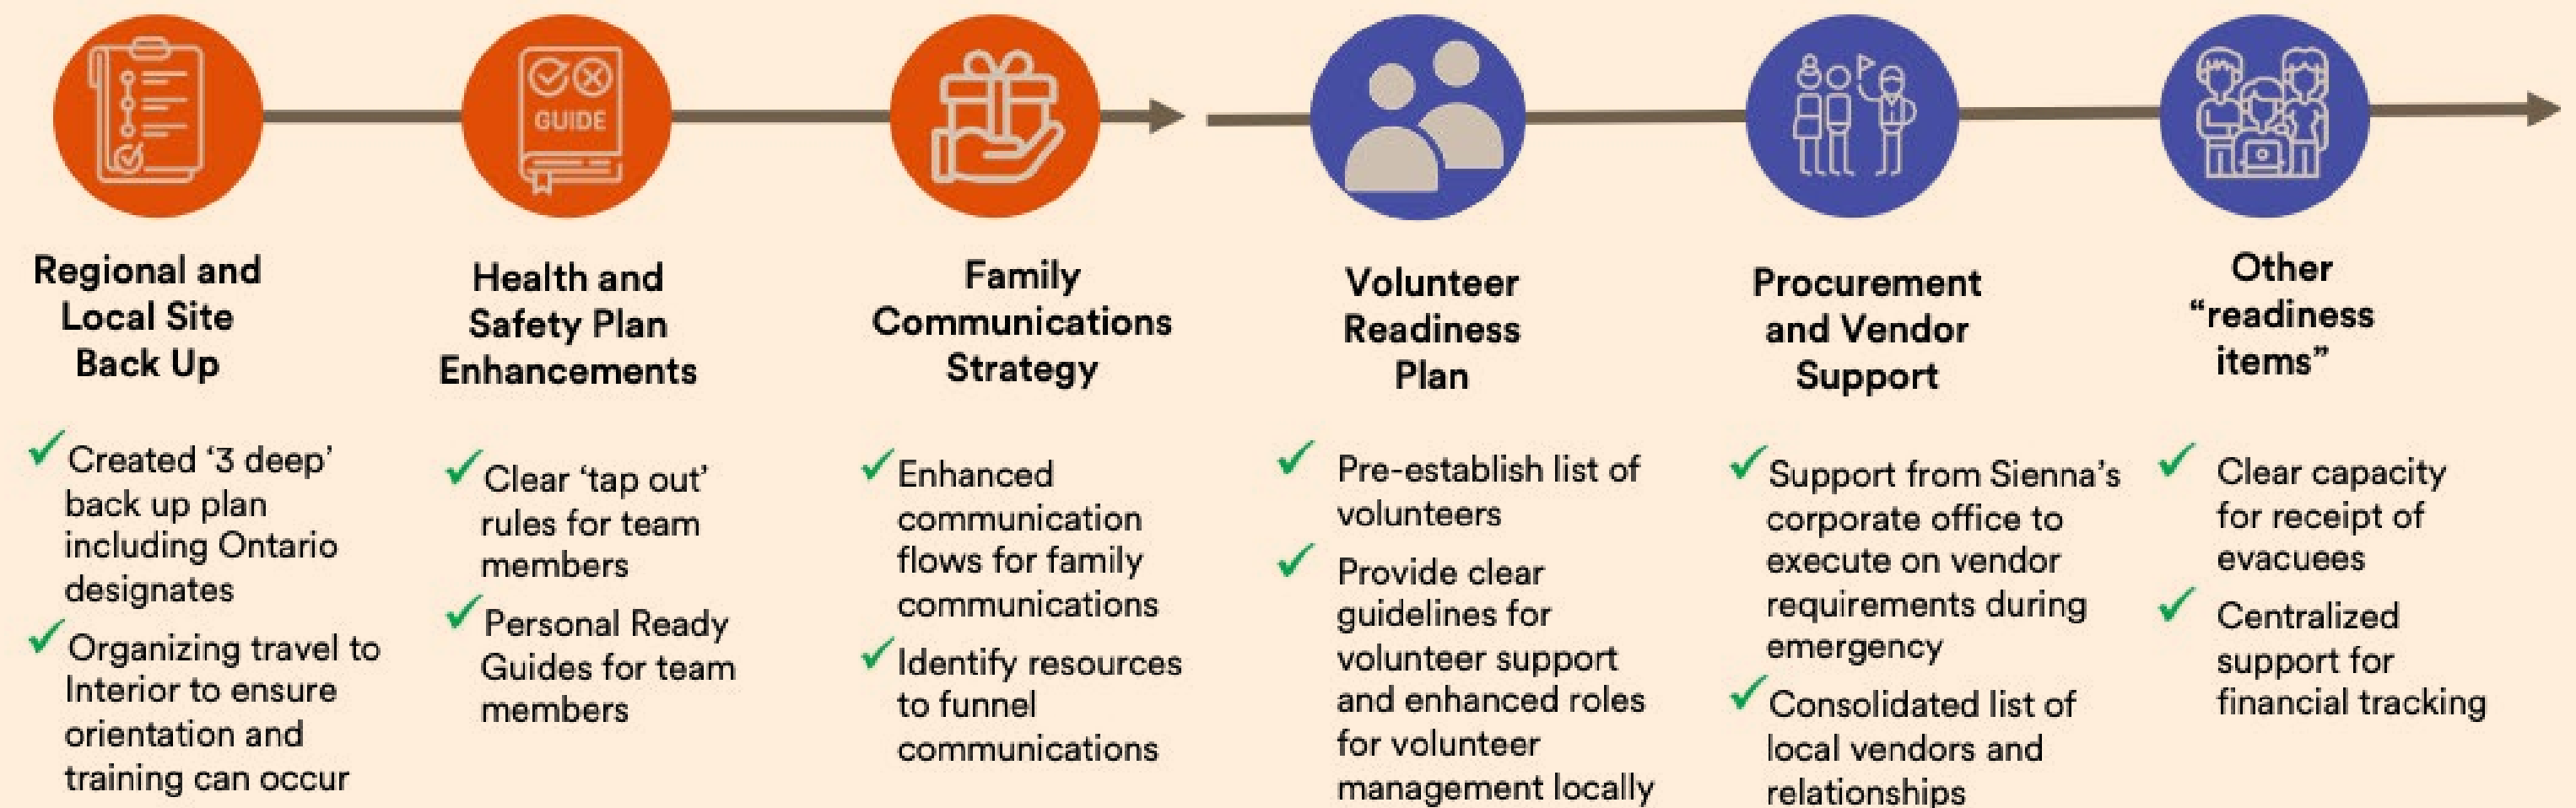 GUIDE
Regional and
Local Site
Back Up
Created ‘3 deep’
back up plan
including Ontario
designates
Organizing travel to
Interior to ensure
orientation and
training can occur
Health and
Safety Plan
Enhancements
Clear ‘tap out’
rules for team
members
Personal Ready
Guides for team
members
Family
Communications
Strategy
Enhanced
communication
flows for family
communications
Identify resources
to funnel
communications
Volunteer
Readiness
Plan
Pre-establish list of
volunteers
Provide clear
guidelines for
volunteer support
and enhanced roles
for volunteer
management locally
Procurement
and Vendor
Support
Support from Sienna’s
corporate office to
execute on vendor
requirements during
emergency
Consolidated list of
local vendors and
relationships
Other
“readiness
items”
Clear capacity
for receipt of
evacuees
Centralized
support for
financial tracking